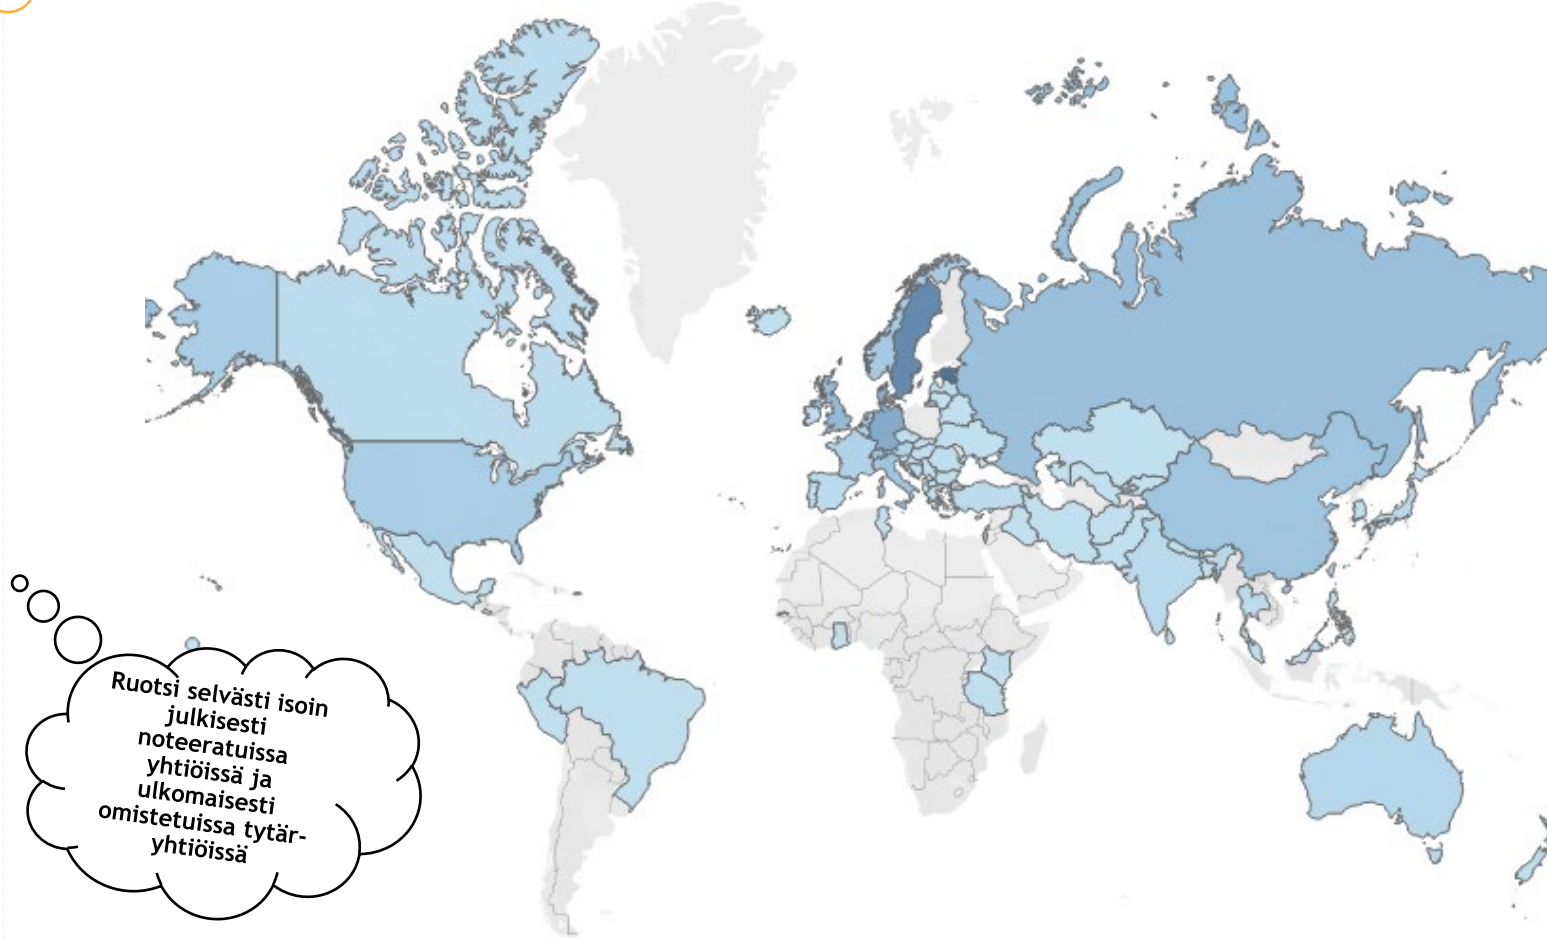 Ruotsi selvästi isoin
julkisesti
noteeratuissa
yhtiöissä ja
ulkomaisesti
omistetuissa tytär-
yhtiöissä